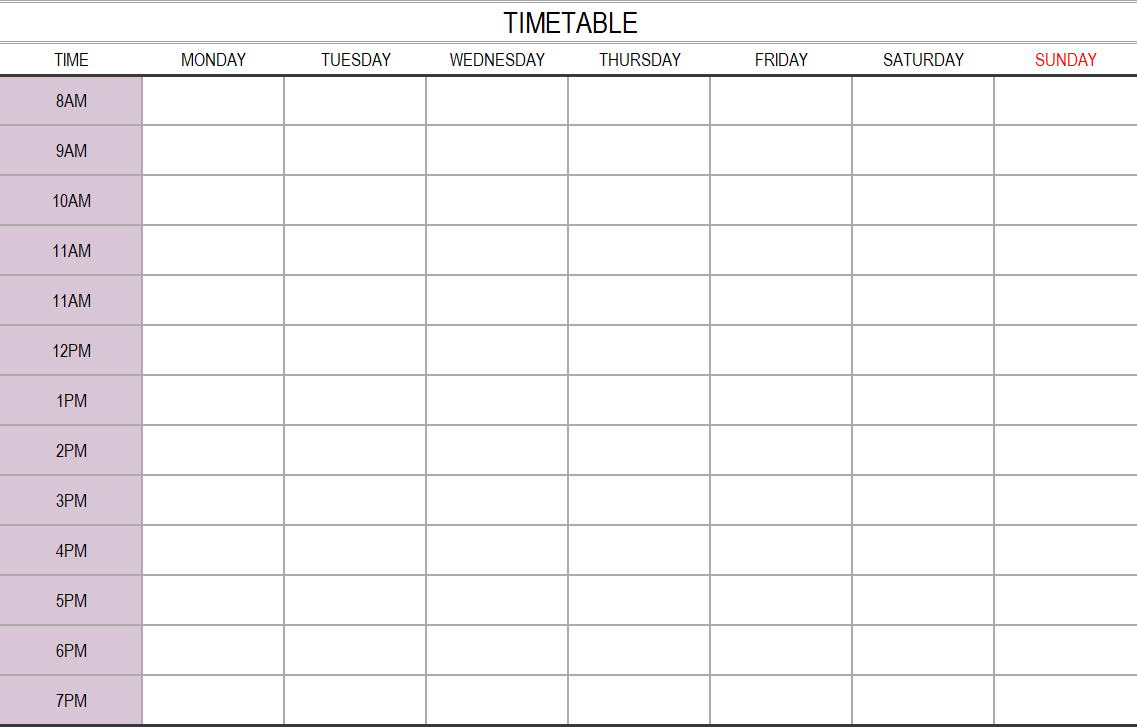 TIMETABLE
TIME MONDAY TUESDAY WEDNESDAY THURSDAY FRIDAY SATURDAY SUNDAY
8AM
9AM
10AM
11AM
11AM
12PM
1PM
2PM
3PM
4PM
5PM
6PM
7PM